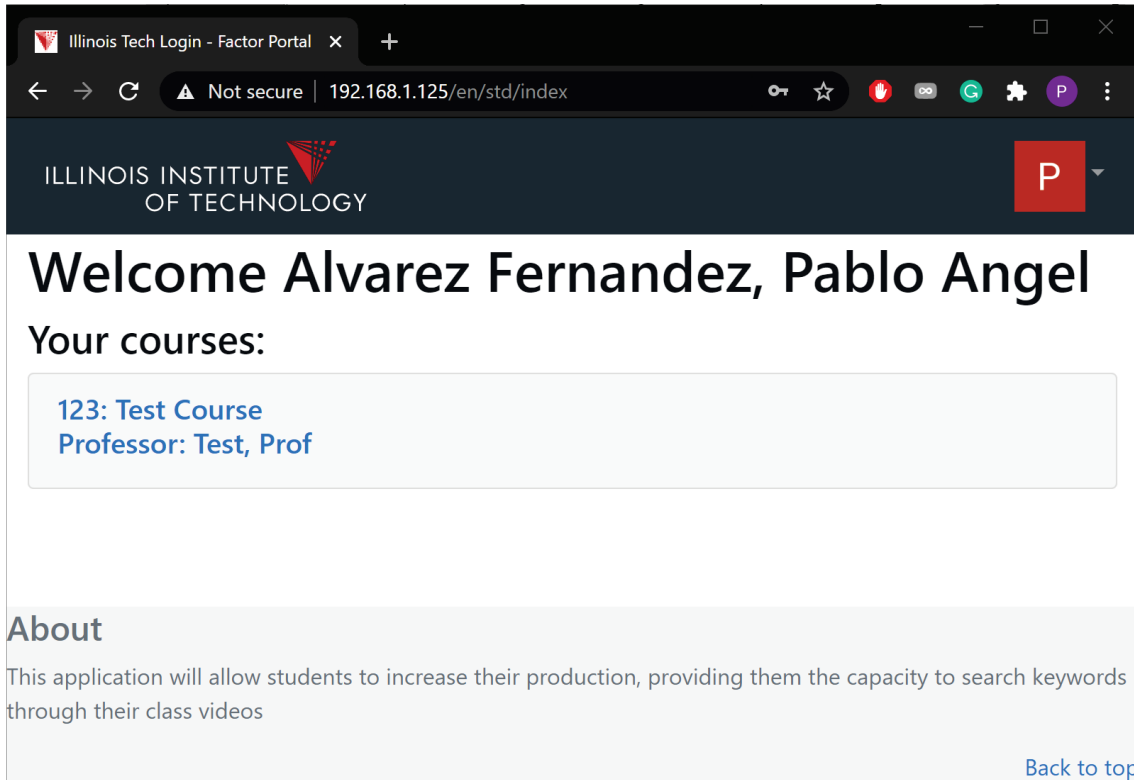 Illinois Tech Login - Factor Portal
Not secure | 192.168.1.125/en/std/index
P
ILLINOIS INSTITUTE
OF TECHNOLOGY
P
Welcome Alvarez Fernandez, Pablo Angel
Your courses:
123: Test Course
Professor: Test, Prof
About
This application will allow students to increase their production, providing them the capacity to search keywords
through their class videos
Back to top